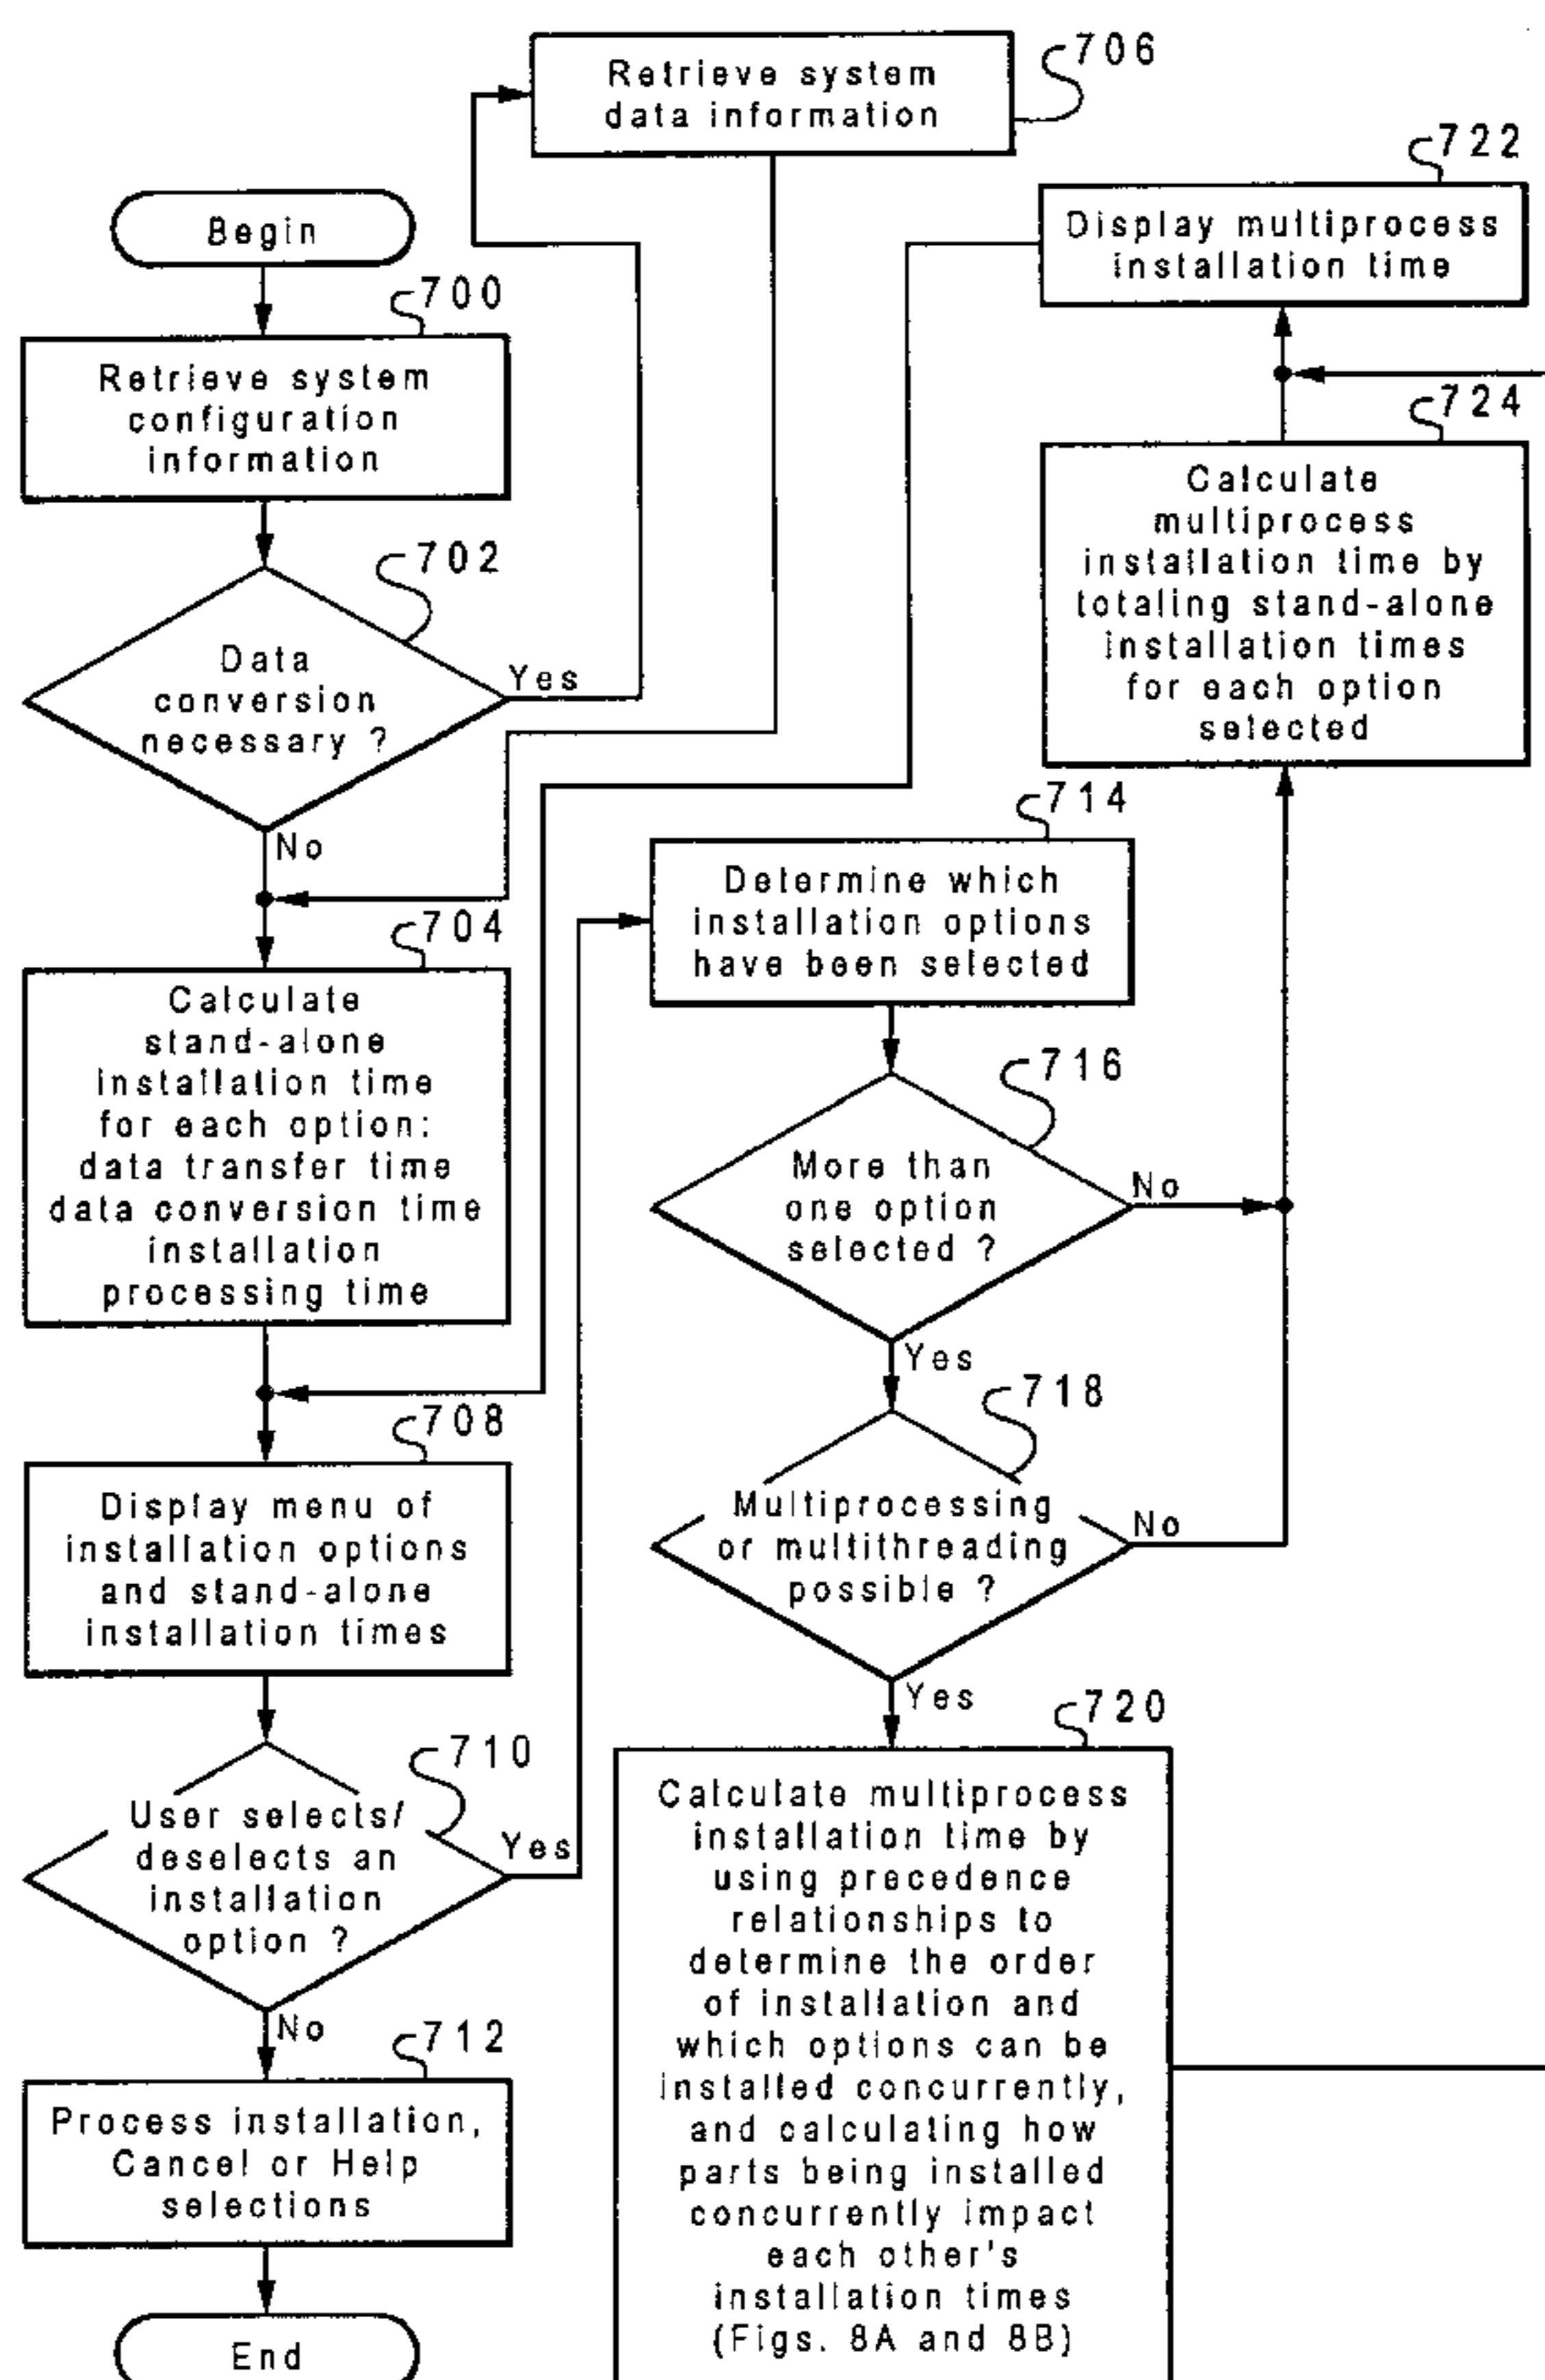 Begin
700
Retrieve system
configuration
information
702
Data
conversion
necessary ?
Yes
No
706
Retrieve system
data information
704
Calculate
stand-alone
installation time
for each option:
data transfer time
data conversion time
installation
processing time
708
Display menu of
installation options
and stand-alone
installation times
710
User selects/
deselects an
installation
option ?
Yes
No
712
Process installation,
Cancel or Help
selections
End
714
Determine which
installation options
have been selected
716
More than
one option
selected ?
No
Yes
718
Multiprocessing
or multithreading
possible ?
No
Yes
720
Calculate multiprocess
installation time by
using precedence
relationships to
determine the order
of installation and
which options can be
installed concurrently,
and calculating how
parts being installed
concurrently impact
each other's
installation times
(Figs. 8A and 8B)
722
Display multiprocess
installation time
724
Calculate
multiprocess
installation time by
totaling stand-alone
installation times
for each option
selected